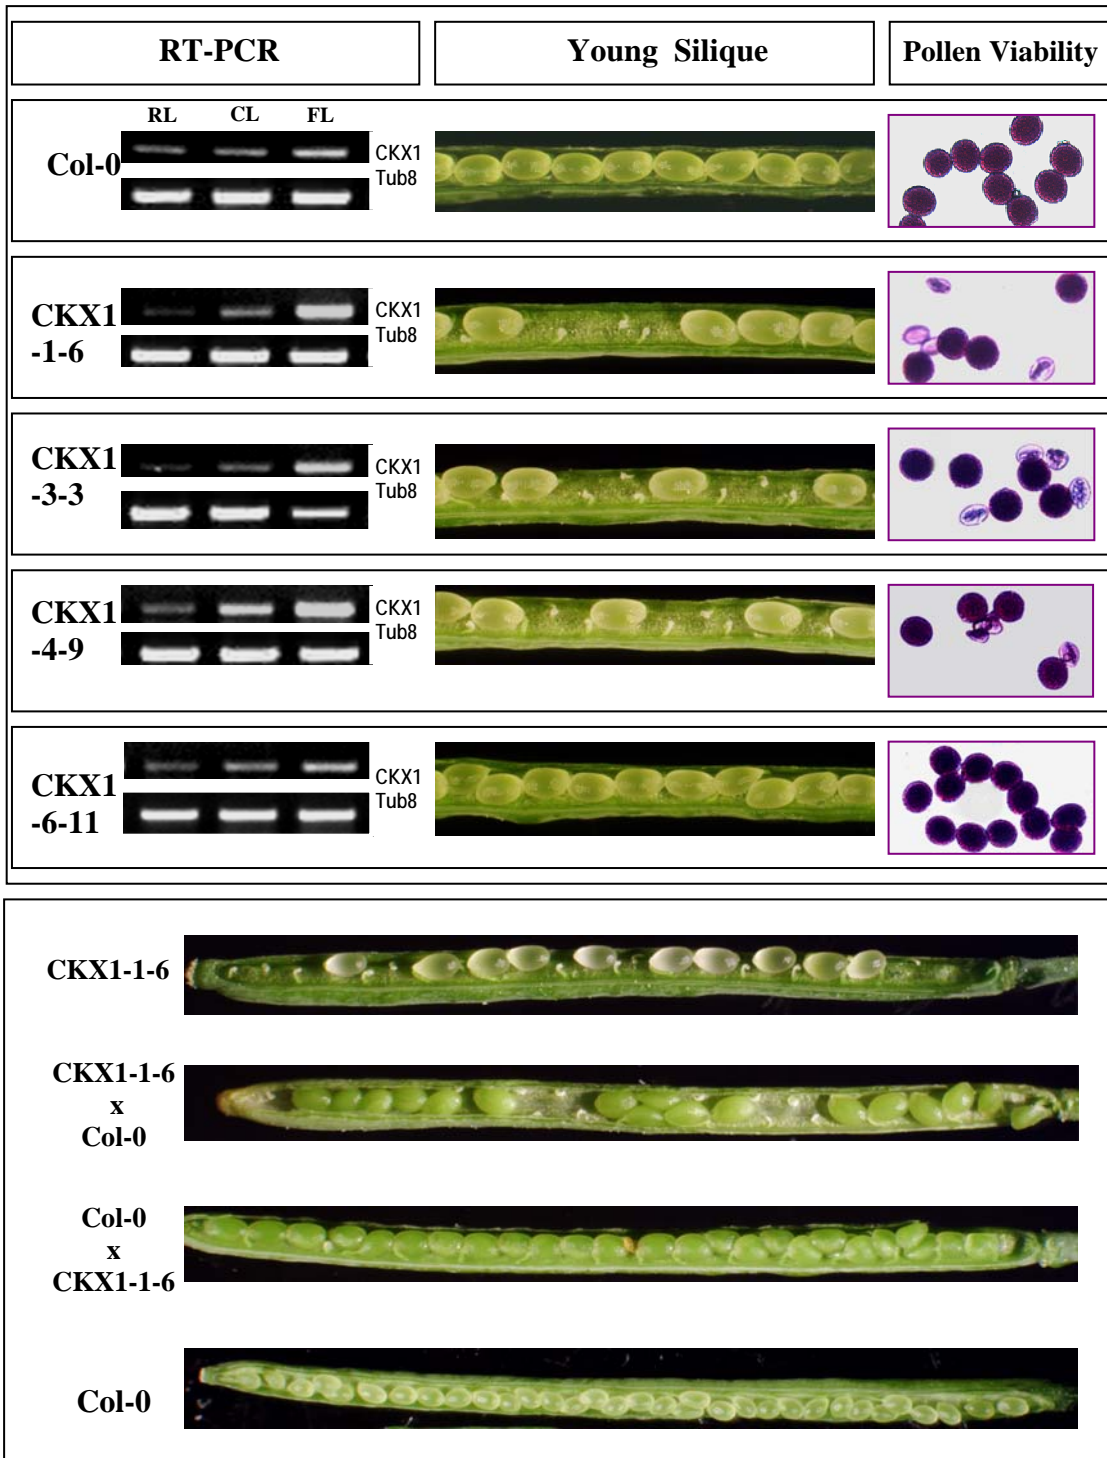 RT-PCR
Young Silique
Pollen Viability
RL CL FL
Col-0
CKX1
Tub8
CKX1
-1-6
CKX1
Tub8
CKX1
-3-3
CKX1
Tub8
CKX1
-4-9
CKX1
Tub8
CKX1
-6-11
CKX1
Tub8
CKX1-1-6
CKX1-1-6
x
Col-0
Col-0
x
CKX1-1-6
Col-0